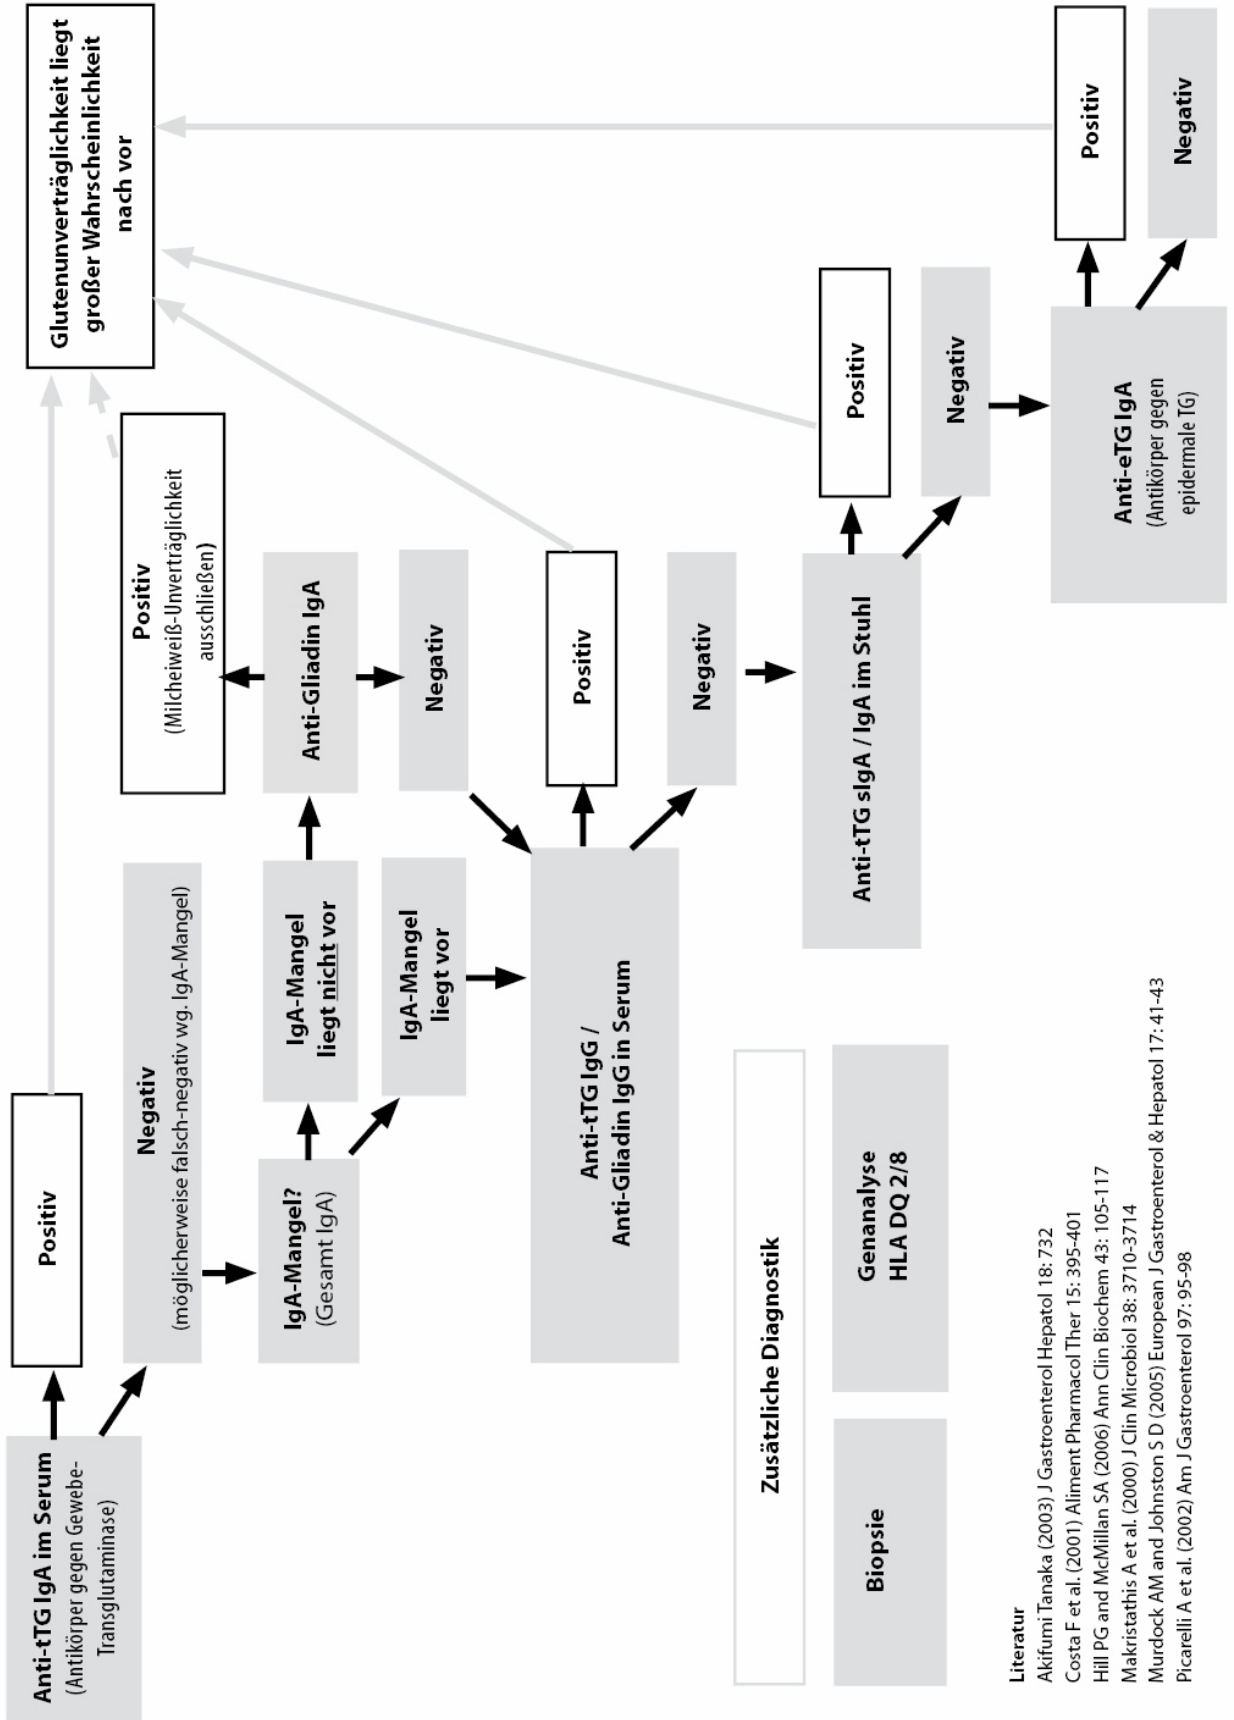 Anti-tTG IgA im Serum
(Antikörper gegen Gewebe-
Transglutaminase)
Positiv
Glutenunverträglichkeit liegt
großer Wahrscheinlichkeit
nach vor
Negativ
(möglicherweise falsch-negativ wg. IgA-Mangel)
Positiv
(Milcheiweiß-Unverträglichkeit
ausschließen)
IgA-Mangel?
(Gesamt IgA)
IgA-Mangel
liegt nicht vor
Anti-Gliadin IgA
IgA-Mangel
liegt vor
Negativ
Anti-tTG IgG /
Anti-Gliadin IgG in Serum
Positiv
Negativ
Anti-tTG sIgA / IgA im Stuhl
Positiv
Negativ
Anti-eTG IgA
(Antikörper gegen
epidermale TG)
Positiv
Negativ
Zusätzliche Diagnostik
Biopsie
Genanalyse
HLA DQ 2/8
Literatur
Akifumi Tanaka (2003) J Gastroenterol Hepatol 18: 732
Costa F et al. (2001) Aliment Pharmacol Ther 15: 395-401
Hill PG and McMillan SA (2006) Ann Clin Biochem 43: 105-117
Makristathis A et al. (2000) J Clin Microbiol 38: 3710-3714
Murdock AM and Johnston S D (2005) European J Gastroenterol & Hepatol 17: 41-43
Picarelli A et al. (2002) Am J Gastroenterol 97: 95-98